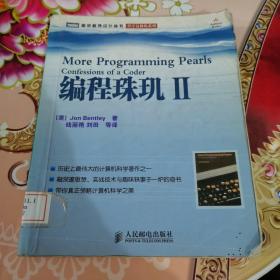 图灵程序设计丛书
More Programming Pearls
Confessions of a Coder
编程珠玑 II
[美] Jon Bentley 著
钱丽艳 刘田 等译
历史上最伟大的计算机科学著作之一
融深邃思想、实战技术与趣味轶事于一炉的奇书
带你真正领略计算机科学之美
人民邮电出版社
POSTS & TELECOM PRESS